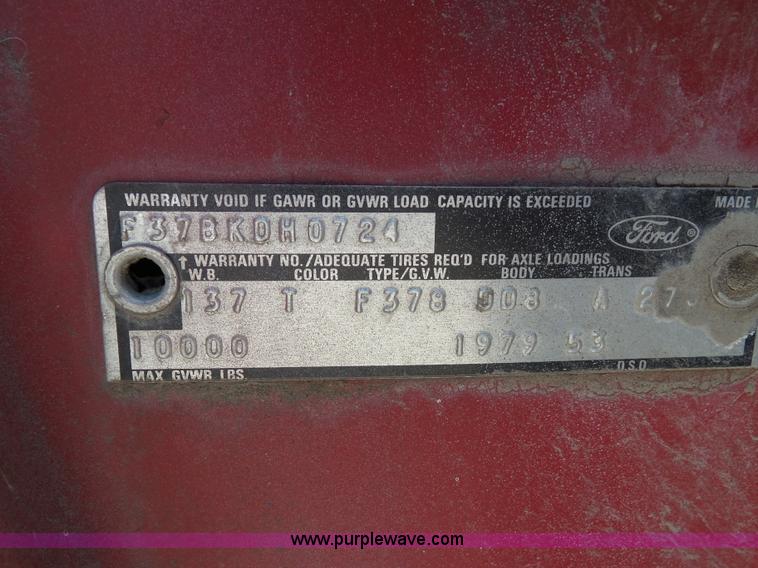 WARRANTY VOID IF GAWR OR GVWR LOAD CAPACITY IS EXCEEDED MADE
F37BKDH0724
Ford ®
↑ WARRANTY NO./ADEQUATE TIRES REQ'D FOR AXLE LOADINGS
W.B. COLOR TYPE/G.V.W. BODY TRANS
137 T F378 D08 A
10000 1979 53
MAX GVWR LBS. D.S.O.
www.purplewave.com